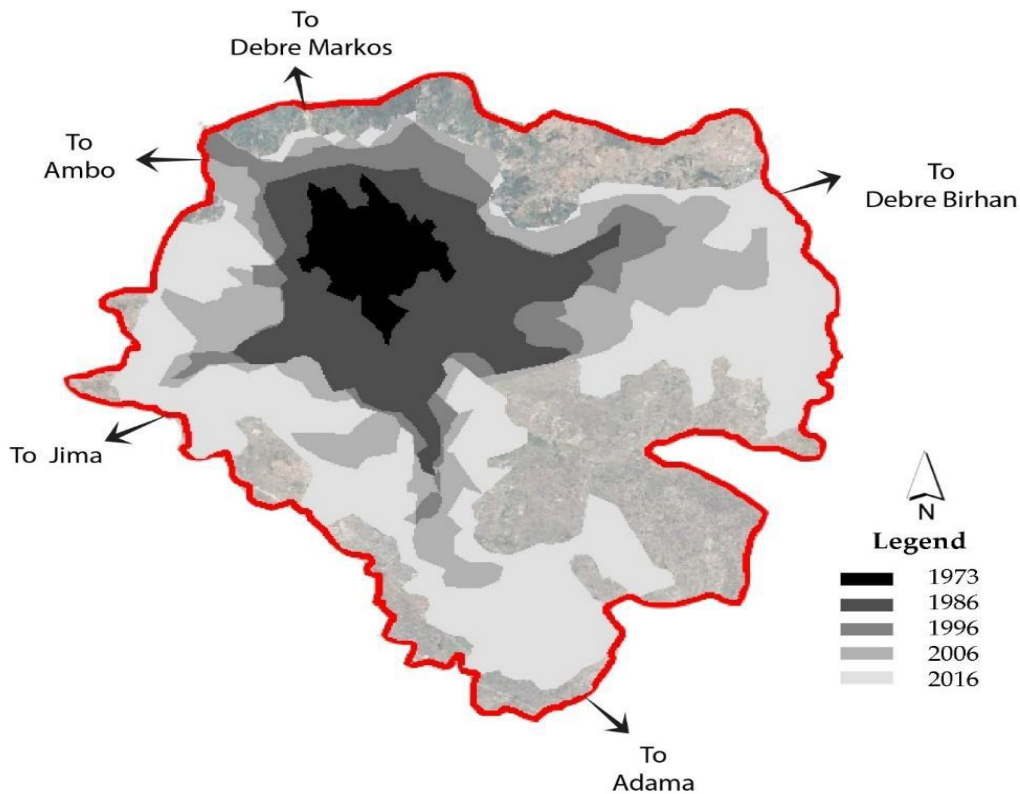 To
Debre Markos
To
Ambo
To
Debre Birhan
To Jima
N
Legend
1973
1986
1996
2006
2016
To
Adama